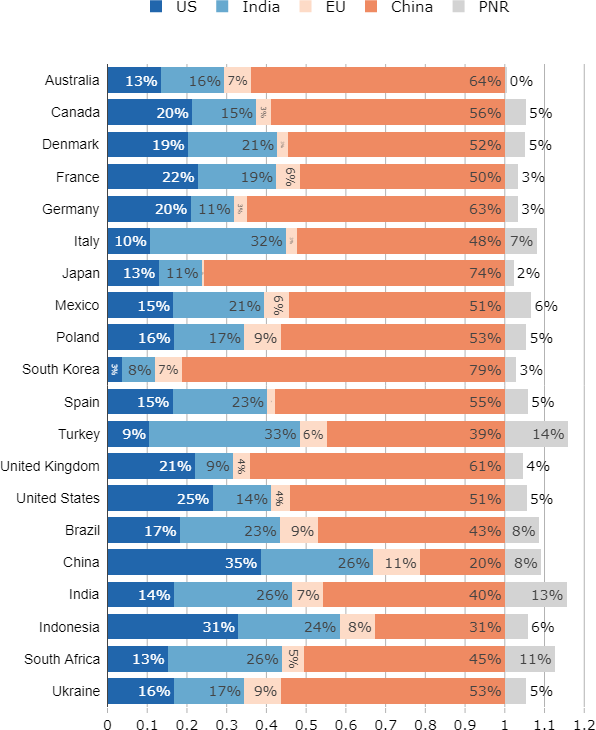 US India EU China PNR
Australia 13% 16% 7% 64% 0%
Canada 20% 15% 3% 56% 5%
Denmark 19% 21% 52% 5%
France 22% 19% 6% 50% 3%
Germany 20% 11% 3% 63% 3%
Italy 10% 32% 48% 7%
Japan 13% 11% 74% 2%
Mexico 15% 21% 6% 51% 6%
Poland 16% 17% 9% 53% 5%
South Korea 3% 8% 7% 79% 3%
Spain 15% 23% 55% 5%
Turkey 9% 33% 6% 39% 14%
United Kingdom 21% 9% 4% 61% 4%
United States 25% 14% 4% 51% 5%
Brazil 17% 23% 9% 43% 8%
China 35% 26% 11% 20% 8%
India 14% 26% 7% 40% 13%
Indonesia 31% 24% 8% 31% 6%
South Africa 13% 26% 5% 45% 11%
Ukraine 16% 17% 9% 53% 5%
0 0.1 0.2 0.3 0.4 0.5 0.6 0.7 0.8 0.9 1 1.1 1.2